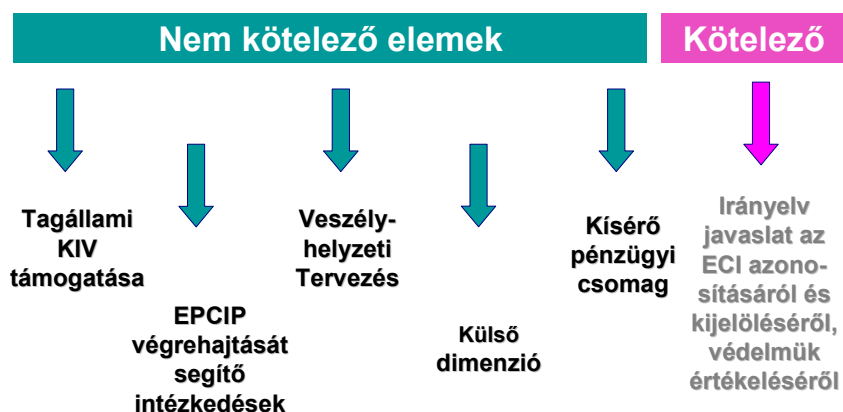 Nem kötelező elemek
Kötelező
Tagállami
KIV
támogatása
EPCIP
végrehajtását
segítő
intézkedések
Veszély-
helyzeti
Tervezés
Külső
dimenzió
Kísérő
pénzügyi
csomag
Irányelv
javaslat az
ECI azono-
sításáról és
kijelöléséről,
védelmük
értékeléséről